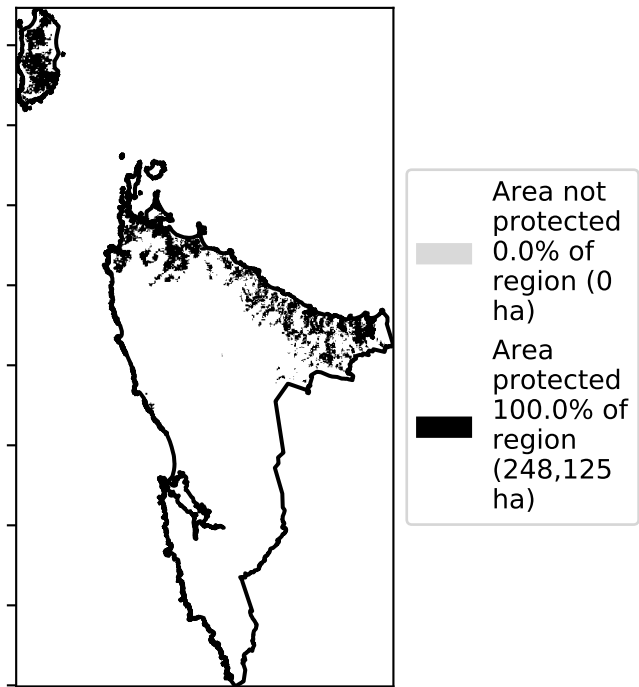 Area not
protected
0.0% of
region (0
ha)
Area
protected
100.0% of
region
(248,125
ha)